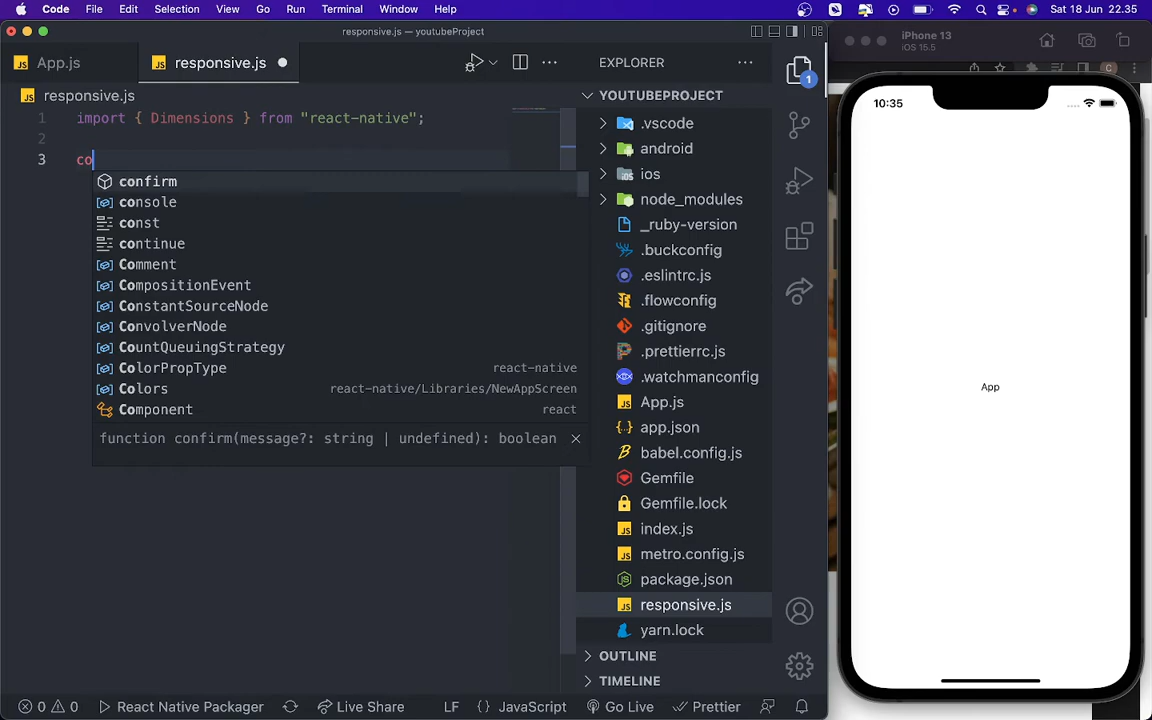 Code File Edit Selection View Go Run Terminal Window Help Sat 18 Jun 22.35
responsive.js — youtubeProject
App.js responsive.js
responsive.js
1 import { Dimensions } from "react-native";
2
3 co
confirm
console
const
continue
Comment
CompositionEvent
ConstantSourceNode
ConvolverNode
CountQueuingStrategy
ColorPropType react-native
Colors react-native/Libraries/NewAppScreen
Component react
function confirm(message?: string | undefined): boolean
EXPLORER
YOUTUBEPROJECT
.vscode
android
ios
node_modules
_ruby-version
.buckconfig
.eslintrc.js
.flowconfig
.gitignore
.prettierrc.js
.watchmanconfig
App.js
app.json
babel.config.js
Gemfile
Gemfile.lock
index.js
metro.config.js
package.json
responsive.js
yarn.lock
OUTLINE
TIMELINE
1
0 0 React Native Packager Live Share LF {} JavaScript Go Live Prettier
iPhone 13
iOS 15.5
10:35
App